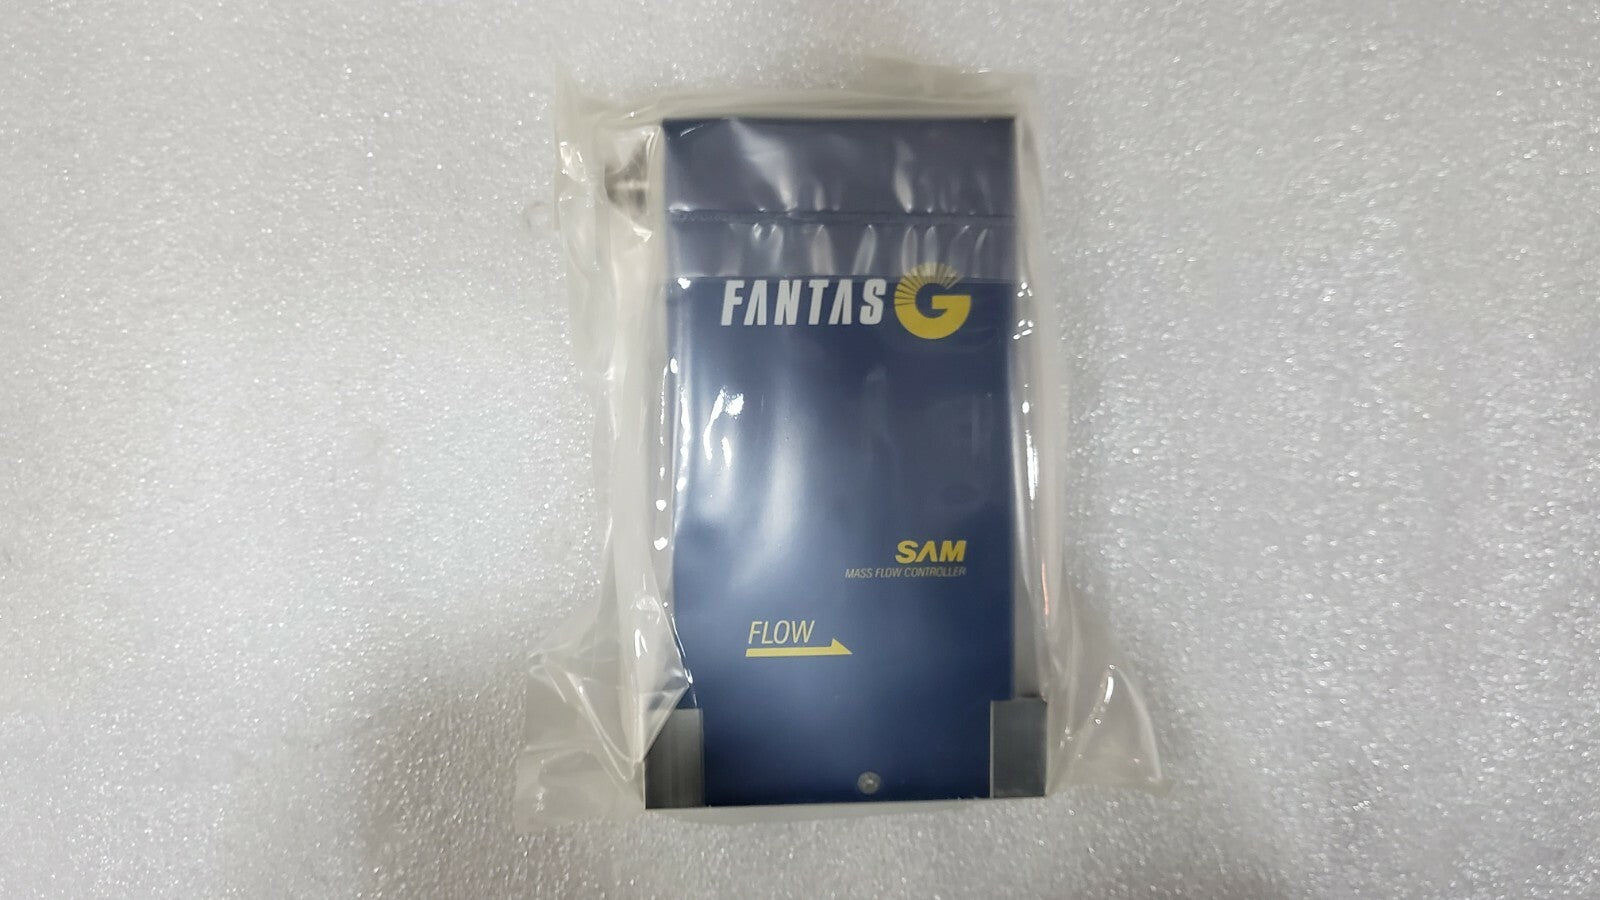 FANTAS G
SAM
MASS FLOW CONTROLLER
FLOW